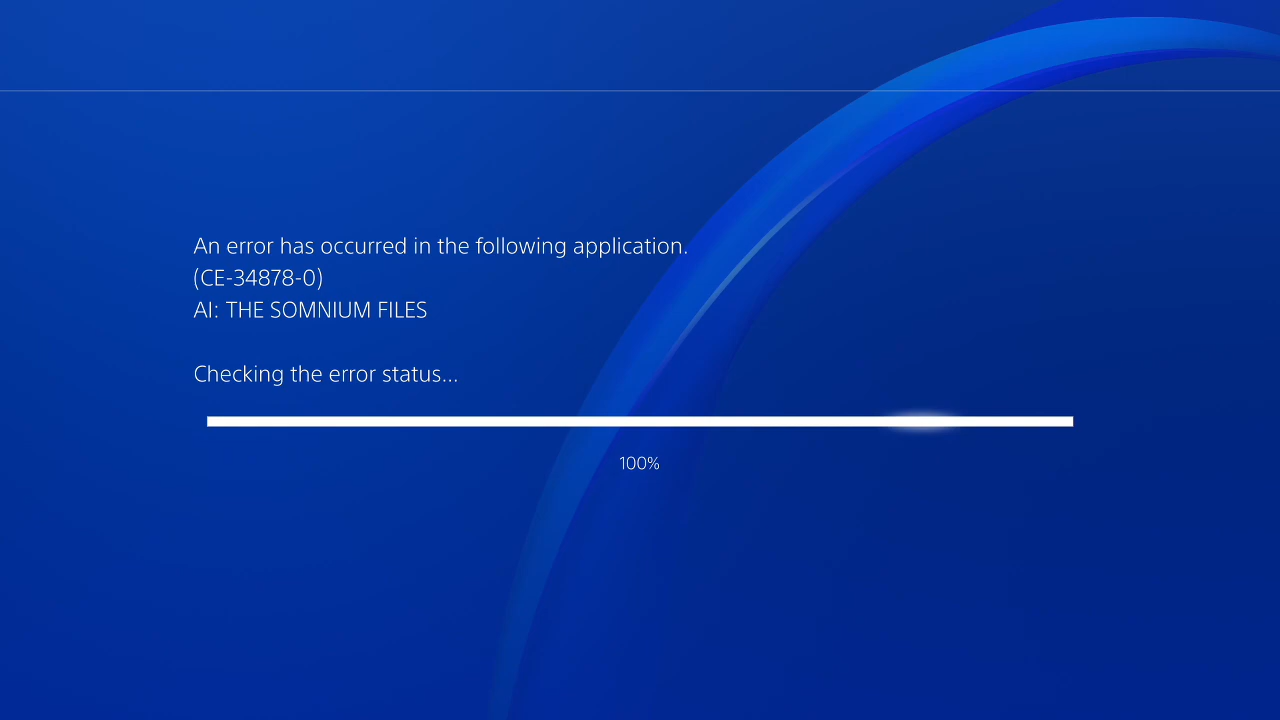 An error has occurred in the following application.
(CE-34878-0)
AI: THE SOMNIUM FILES
Checking the error status...
100%